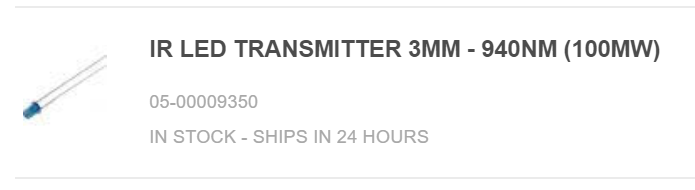 IR LED TRANSMITTER 3MM - 940NM (100MW)
05-00009350
IN STOCK - SHIPS IN 24 HOURS